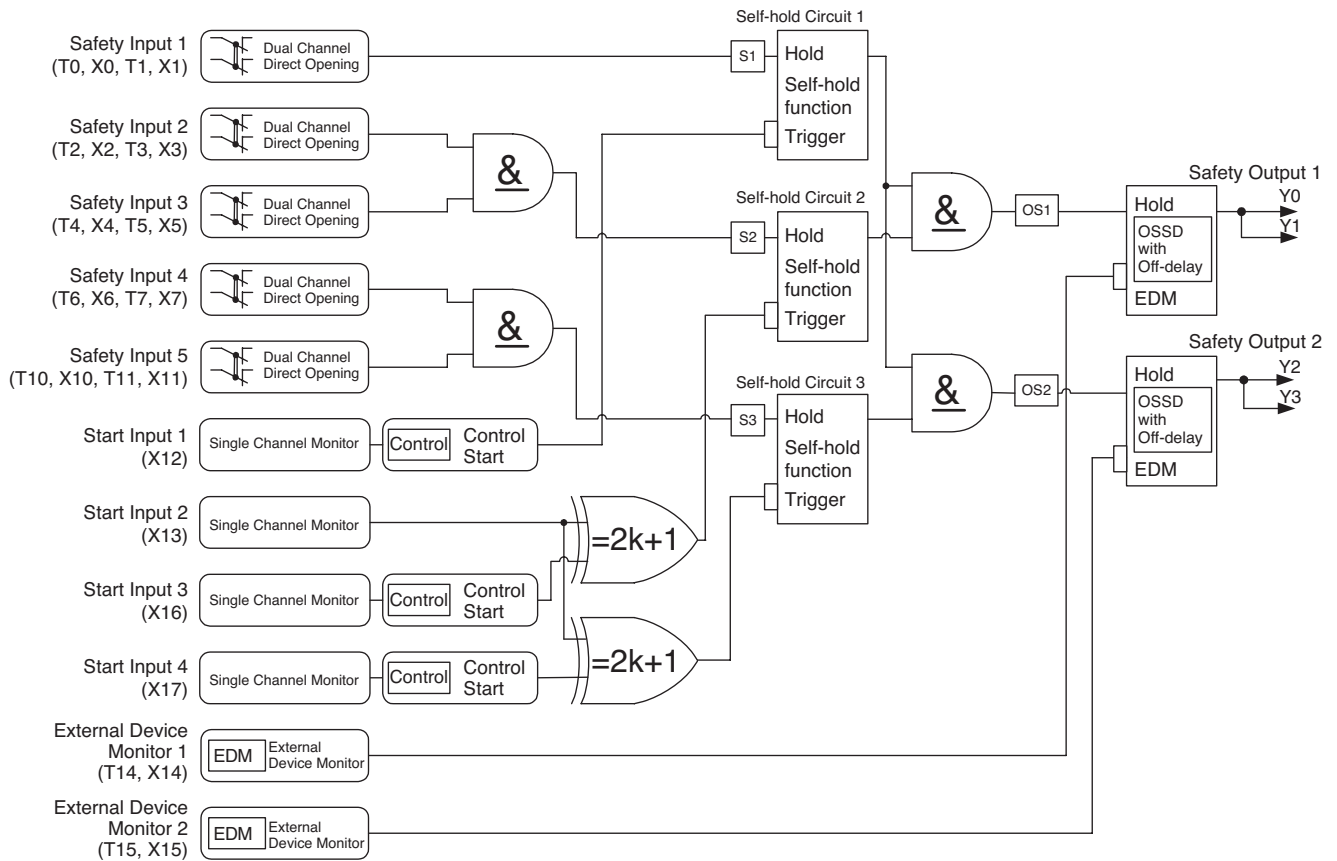 Self-hold Circuit 1
Safety Input 1
(T0, X0, T1, X1)
Dual Channel
Direct Opening
S1
Hold
Self-hold
function
Trigger
Safety Input 2
(T2, X2, T3, X3)
Dual Channel
Direct Opening
&
Safety Input 3
(T4, X4, T5, X5)
Dual Channel
Direct Opening
Self-hold Circuit 2
S2
Hold
Self-hold
function
Trigger
&
OS1
Safety Output 1
Hold
OSSD
with
Off-delay
EDM
Y0
Y1
Safety Input 4
(T6, X6, T7, X7)
Dual Channel
Direct Opening
&
Safety Input 5
(T10, X10, T11, X11)
Dual Channel
Direct Opening
Self-hold Circuit 3
S3
Hold
Self-hold
function
Trigger
&
OS2
Safety Output 2
Hold
OSSD
with
Off-delay
EDM
Y2
Y3
Start Input 1
(X12)
Single Channel Monitor
Control
Control
Start
Start Input 2
(X13)
Single Channel Monitor
=2k+1
Start Input 3
(X16)
Single Channel Monitor
Control
Control
Start
Start Input 4
(X17)
Single Channel Monitor
Control
Control
Start
=2k+1
External Device
Monitor 1
(T14, X14)
EDM
External
Device Monitor
External Device
Monitor 2
(T15, X15)
EDM
External
Device Monitor